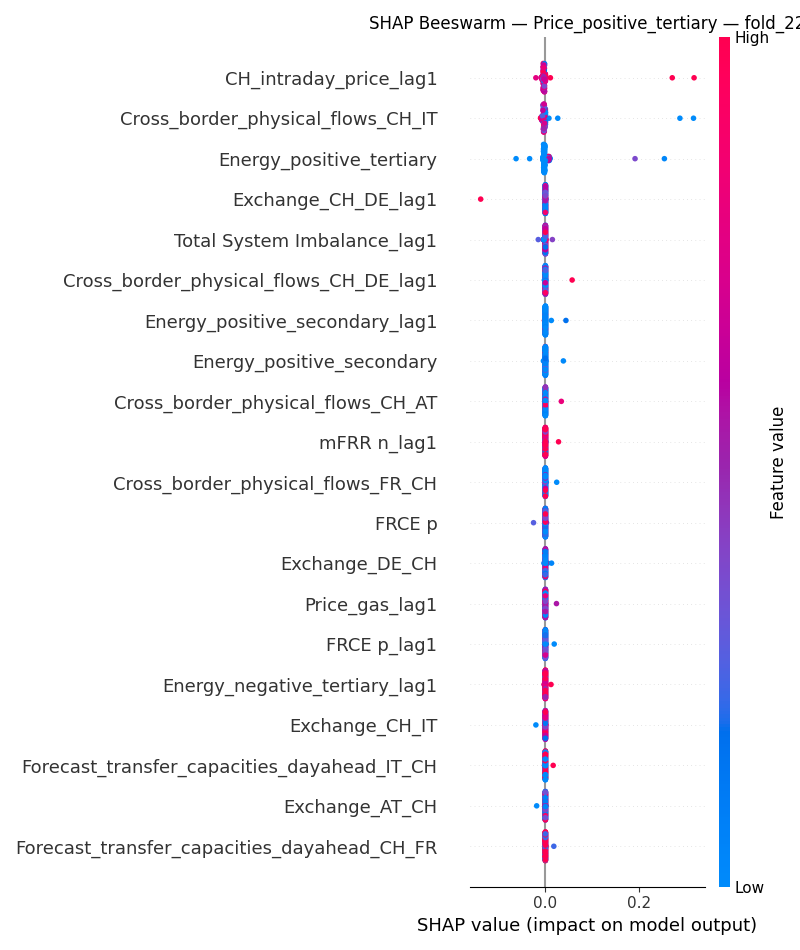 SHAP Beeswarm — Price_positive_tertiary — fold_22
High
CH_intraday_price_lag1
Cross_border_physical_flows_CH_IT
Energy_positive_tertiary
Exchange_CH_DE_lag1
Total System Imbalance_lag1
Cross_border_physical_flows_CH_DE_lag1
Energy_positive_secondary_lag1
Energy_positive_secondary
Cross_border_physical_flows_CH_AT
mFRR n_lag1
Cross_border_physical_flows_FR_CH
FRCE p
Exchange_DE_CH
Price_gas_lag1
FRCE p_lag1
Energy_negative_tertiary_lag1
Exchange_CH_IT
Forecast_transfer_capacities_dayahead_IT_CH
Exchange_AT_CH
Forecast_transfer_capacities_dayahead_CH_FR
Feature value
Low
0.0 0.2
SHAP value (impact on model output)